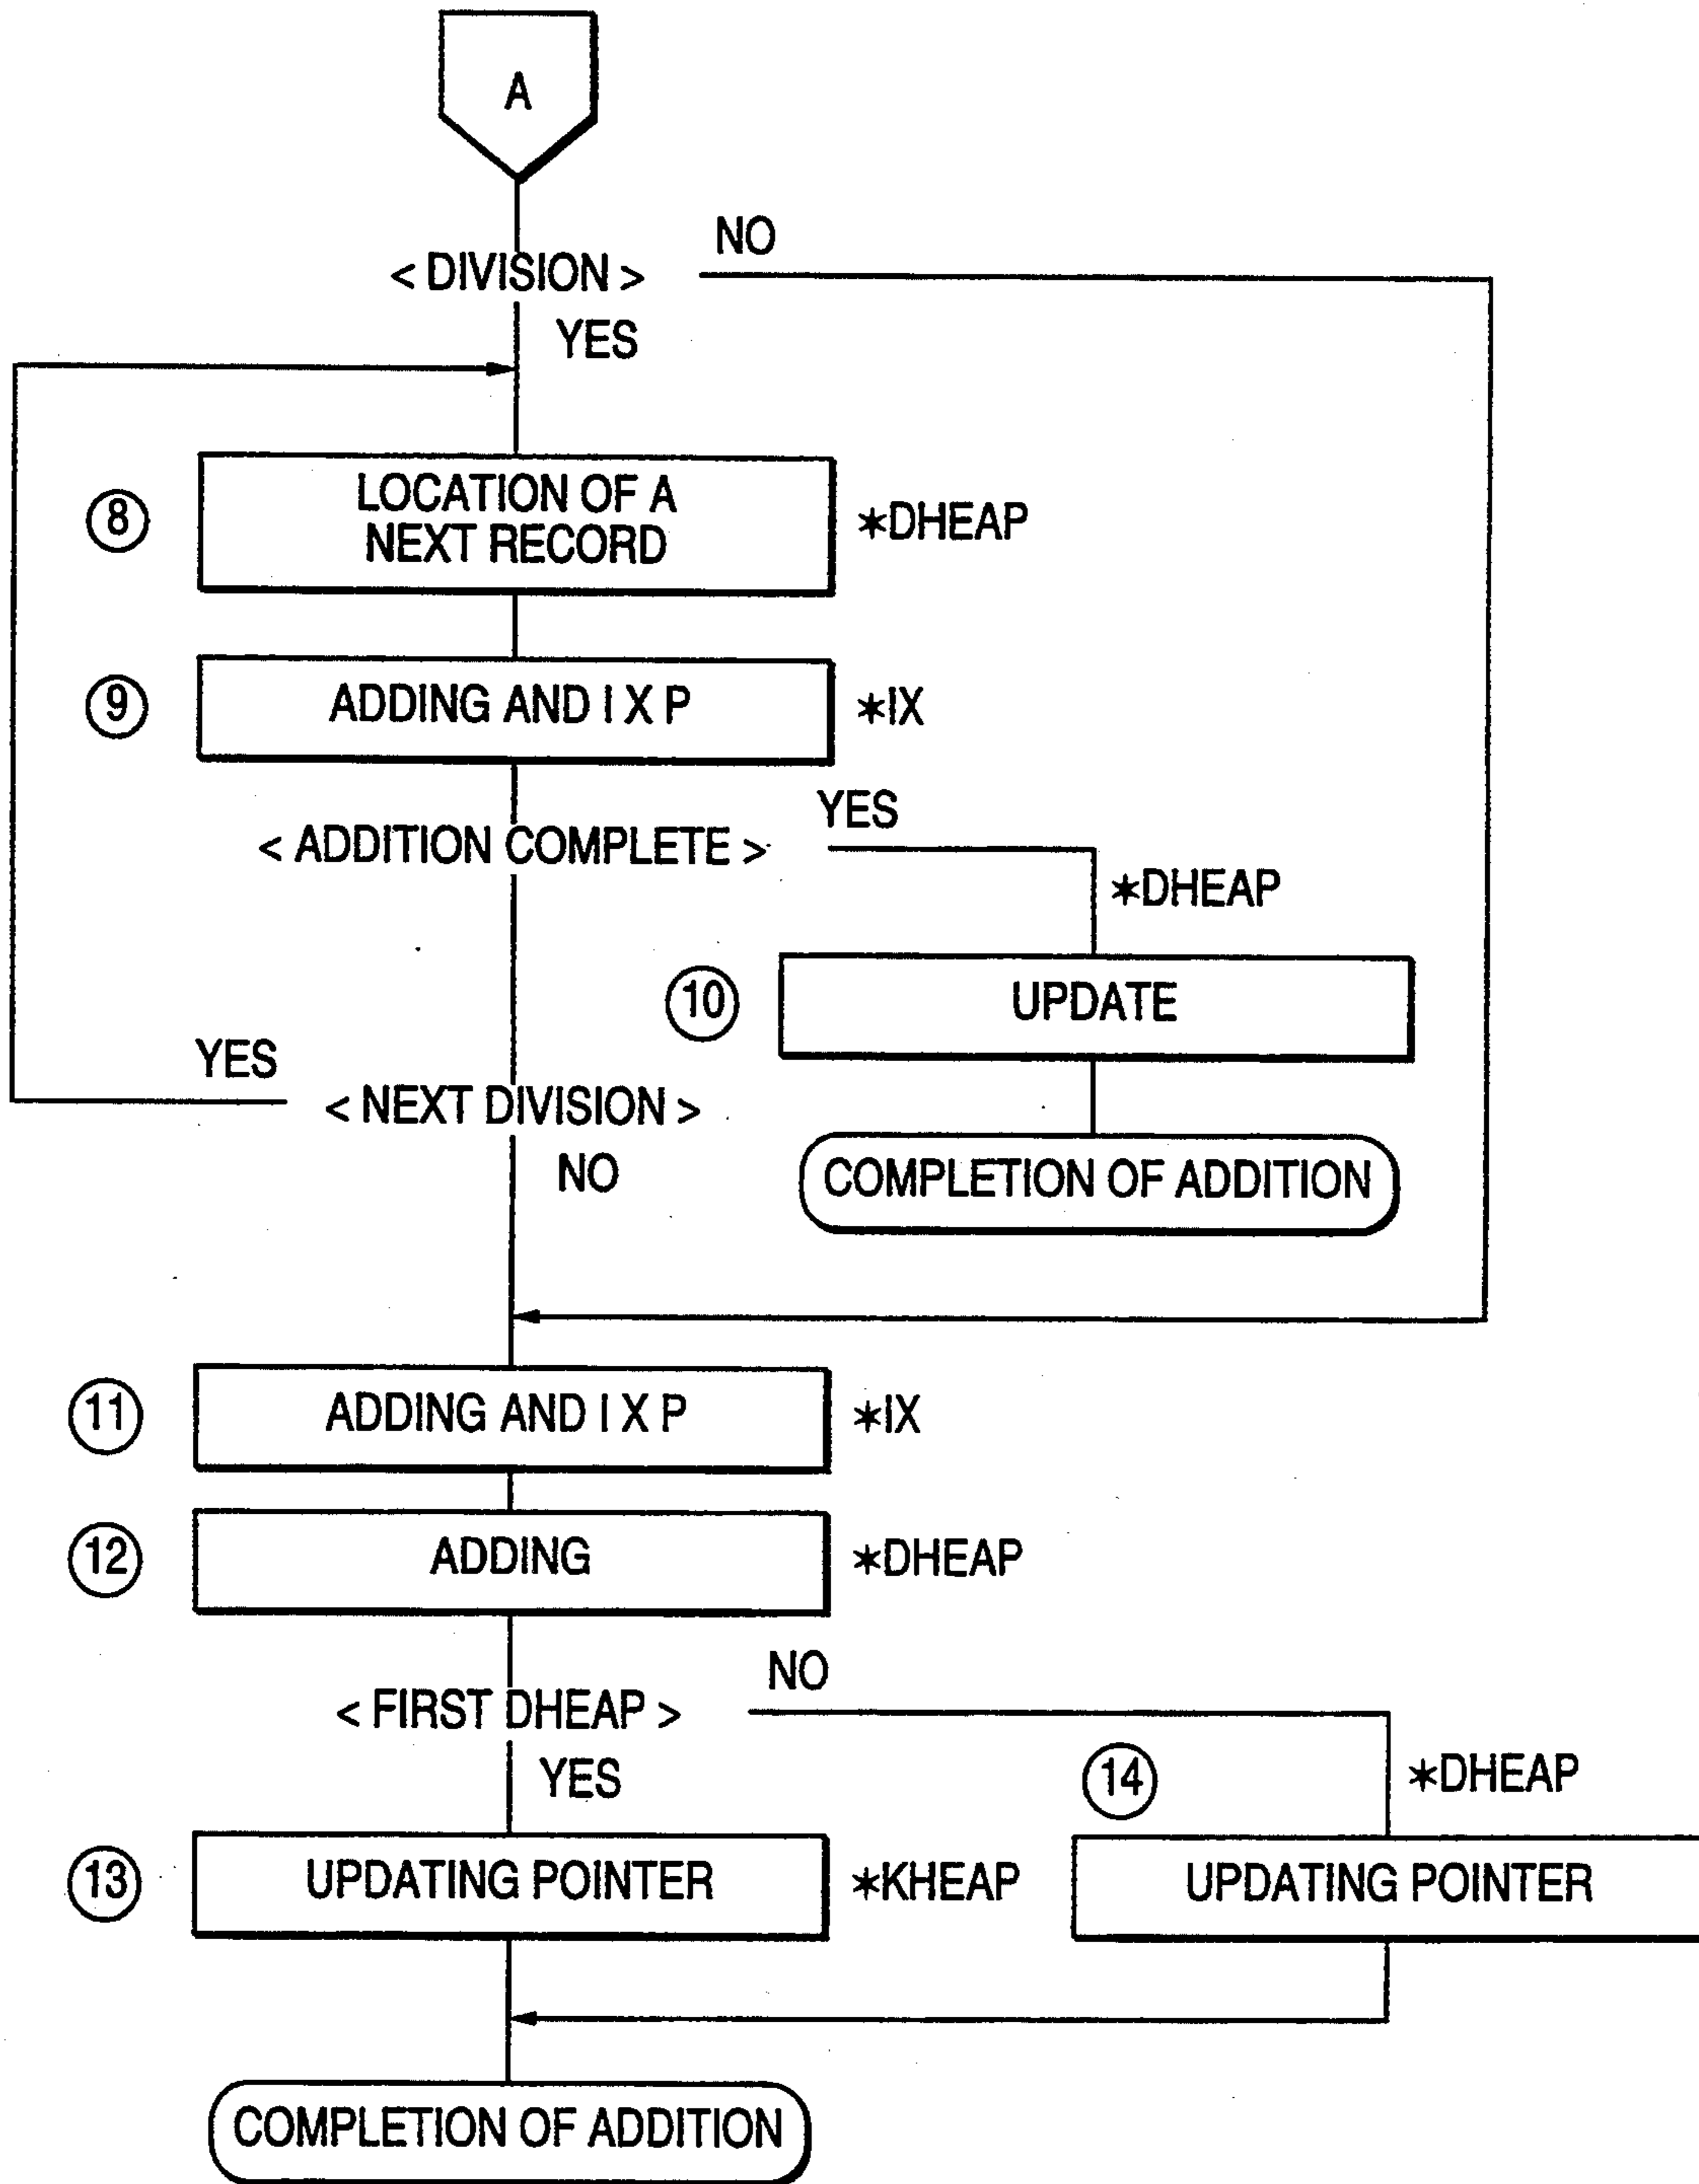 A
NO
< DIVISION >
YES
8
LOCATION OF A
NEXT RECORD
*DHEAP
9
ADDING AND I X P
*IX
YES
< ADDITION COMPLETE >
*DHEAP
10
UPDATE
YES
< NEXT DIVISION >
NO
COMPLETION OF ADDITION
11
ADDING AND I X P
*IX
12
ADDING
*DHEAP
NO
< FIRST DHEAP >
YES
14
*DHEAP
13
UPDATING POINTER
*KHEAP
UPDATING POINTER
COMPLETION OF ADDITION